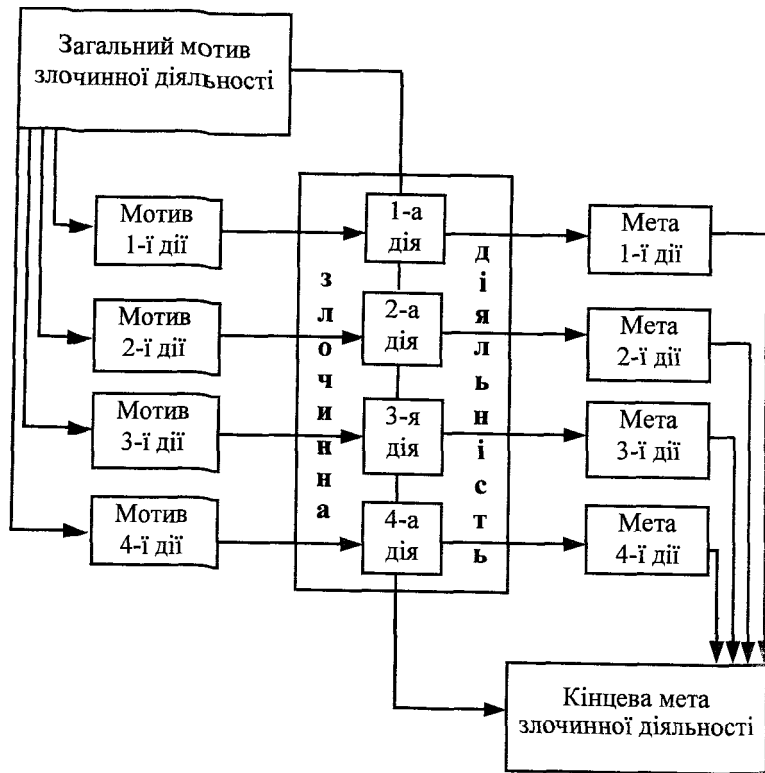 Загальний мотив
злочинної діяльності
Мотив
1-ї дії
1-а
дія
Мета
1-ї дії
Мотив
2-ї дії
2-а
дія
Мета
2-ї дії
Мотив
3-ї дії
3-я
дія
Мета
3-ї дії
Мотив
4-ї дії
4-а
дія
Мета
4-ї дії
злочинна
діяльність
Кінцева мета
злочинної діяльності